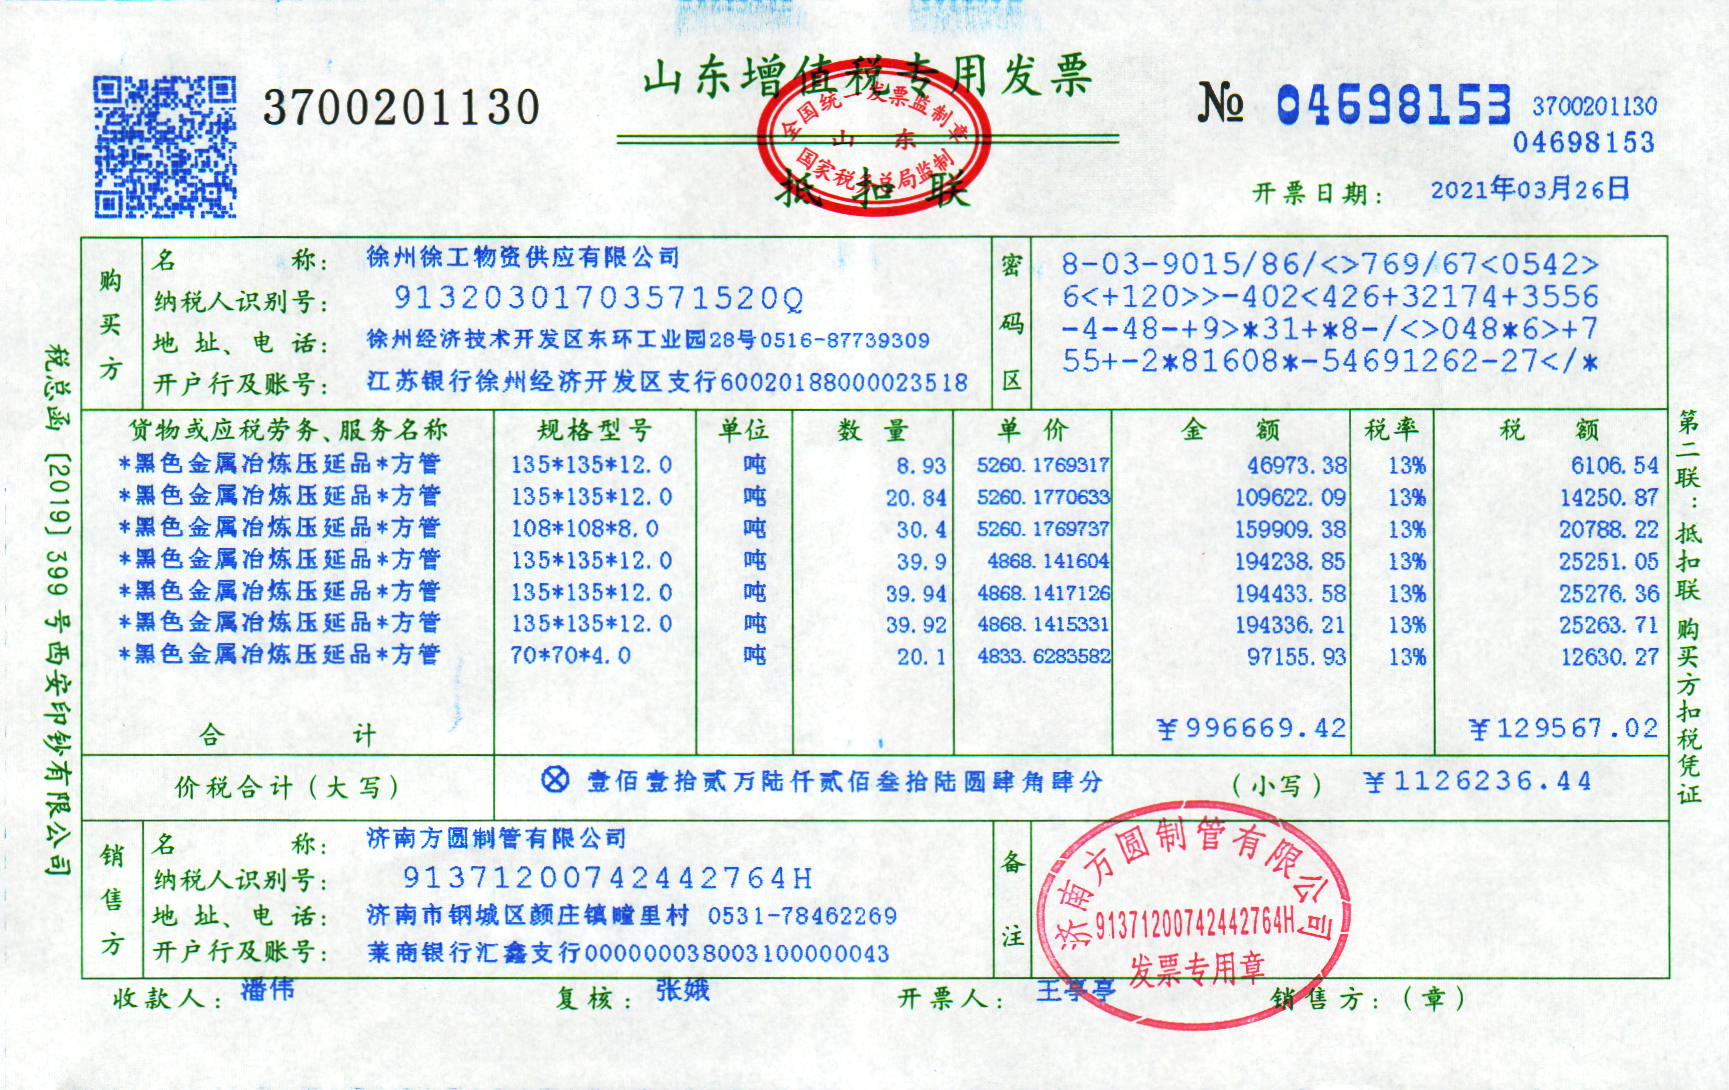 山东增值税专用发票
3700201130
全国统一发票监制章
山东
国家税务总局监制
抵扣联
№ 04698153
3700201130
04698153
开票日期: 2021年03月26日
购买方
名称: 徐州徐工物资供应有限公司
纳税人识别号: 91320301703571520Q
地址、电话: 徐州经济技术开发区东环工业园28号0516-87739309
开户行及账号: 江苏银行徐州经济开发区支行60020188000023518
密码区
8-03-9015/86/<>769/67<0542>
6<+120>>-402<426+32174+3556
-4-48-+9>*31+*8-/<>048*6>+7
55+-2*81608*-54691262-27</*
货物或应税劳务、服务名称 规格型号 单位 数量 单价 金额 税率 税额
*黑色金属冶炼压延品*方管 135*135*12.0 吨 8.93 5260.1769317 46973.38 13% 6106.54
*黑色金属冶炼压延品*方管 135*135*12.0 吨 20.84 5260.1770633 109622.09 13% 14250.87
*黑色金属冶炼压延品*方管 108*108*8.0 吨 30.4 5260.1769737 159909.38 13% 20788.22
*黑色金属冶炼压延品*方管 135*135*12.0 吨 39.9 4868.141604 194238.85 13% 25251.05
*黑色金属冶炼压延品*方管 135*135*12.0 吨 39.94 4868.1417126 194433.58 13% 25276.36
*黑色金属冶炼压延品*方管 135*135*12.0 吨 39.92 4868.1415331 194336.21 13% 25263.71
*黑色金属冶炼压延品*方管 70*70*4.0 吨 20.1 4833.6283582 97155.93 13% 12630.27
合计 ¥996669.42 ¥129567.02
价税合计(大写) ⊗壹佰壹拾贰万陆仟贰佰叁拾陆圆肆角肆分 (小写) ¥1126236.44
销售方
名称: 济南方圆制管有限公司
纳税人识别号: 91371200742442764H
地址、电话: 济南市钢城区颜庄镇疃里村 0531-78462269
开户行及账号: 莱商银行汇鑫支行000000038003100000043
备注
济南方圆制管有限公司
91371200742442764H
发票专用章
收款人: 潘伟 复核: 张娥 开票人: 王亭亭 销售方:(章)
税总函〔2019〕399号西安印钞有限公司
第二联:抵扣联 购买方扣税凭证